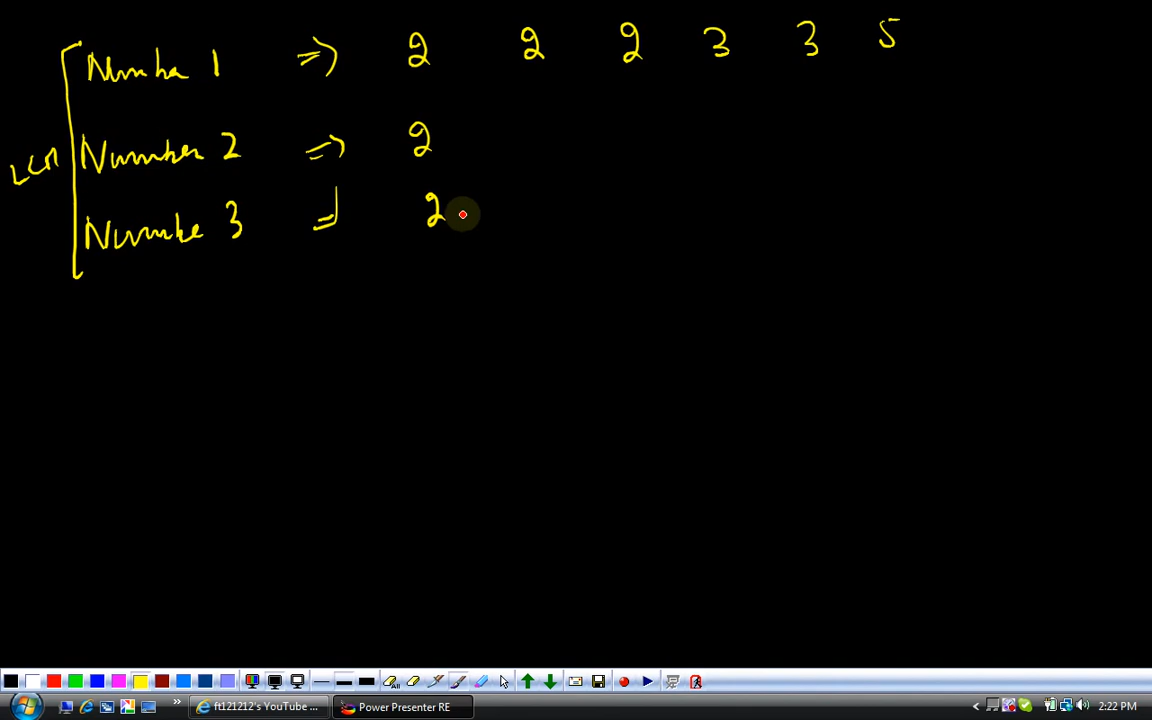 Numbe 1 => 2 2 2 3 3 5
LCM
Number 2 => 2
Numbe 3 => 2
ft121212's YouTube ...
Power Presenter RE
2:22 PM